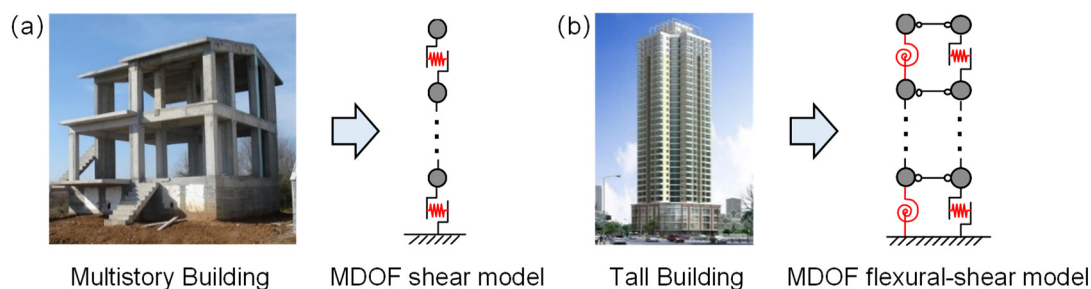 (a)
(b)
Multistory Building
MDOF shear model
Tall Building
MDOF flexural-shear model